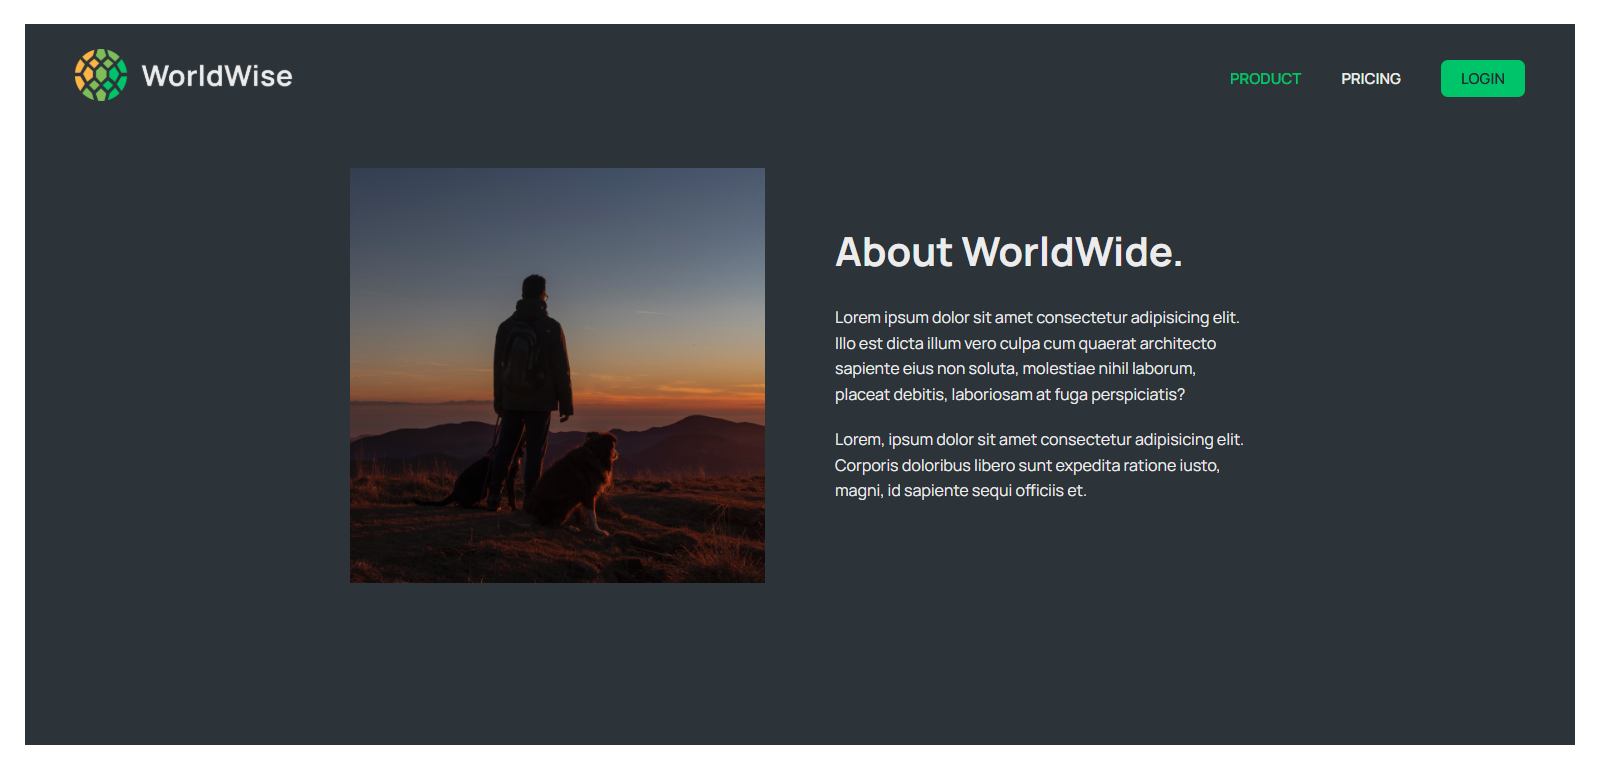 WorldWise
PRODUCT
PRICING
LOGIN
About WorldWide.
Lorem ipsum dolor sit amet consectetur adipisicing elit.
Illo est dicta illum vero culpa cum quaerat architecto
sapiente eius non soluta, molestiae nihil laborum,
placeat debitis, laboriosam at fuga perspiciatis?
Lorem, ipsum dolor sit amet consectetur adipisicing elit.
Corporis doloribus libero sunt expedita ratione iusto,
magni, id sapiente sequi officiis et.